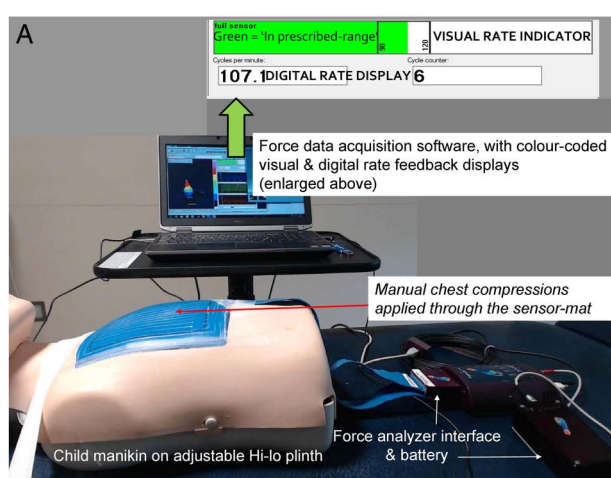 A
full sensor
Green = 'In prescribed-range'
90
120
VISUAL RATE INDICATOR
Cycles per minute:
Cycle counter:
107.1
DIGITAL RATE DISPLAY
6
Force data acquisition software, with colour-coded
visual & digital rate feedback displays
(enlarged above)
Manual chest compressions
applied through the sensor-mat
Force analyzer interface
& battery
Child manikin on adjustable Hi-lo plinth